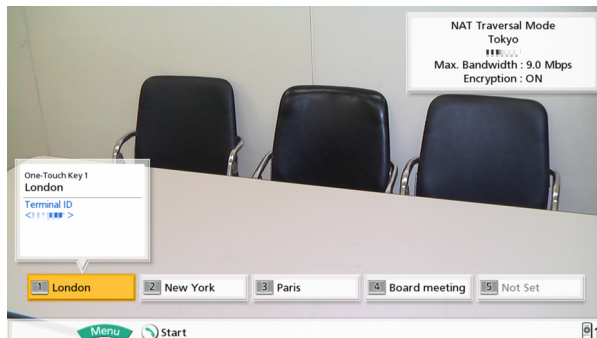 NAT Traversal Mode
Tokyo
Max. Bandwidth : 9.0 Mbps
Encryption : ON
One-Touch Key 1
London
Terminal ID
1 London
2 New York
3 Paris
4 Board meeting
5 Not Set
Menu
Start